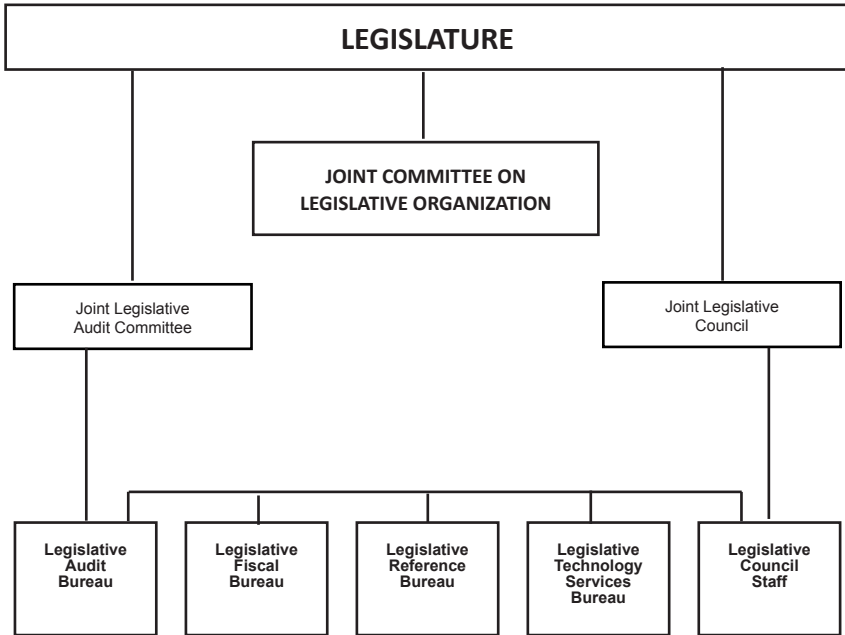 LEGISLATURE
JOINT COMMITTEE ON
LEGISLATIVE ORGANIZATION
Joint Legislative
Audit Committee
Joint Legislative
Council
Legislative
Audit
Bureau
Legislative
Fiscal
Bureau
Legislative
Reference
Bureau
Legislative
Technology
Services
Bureau
Legislative
Council
Staff